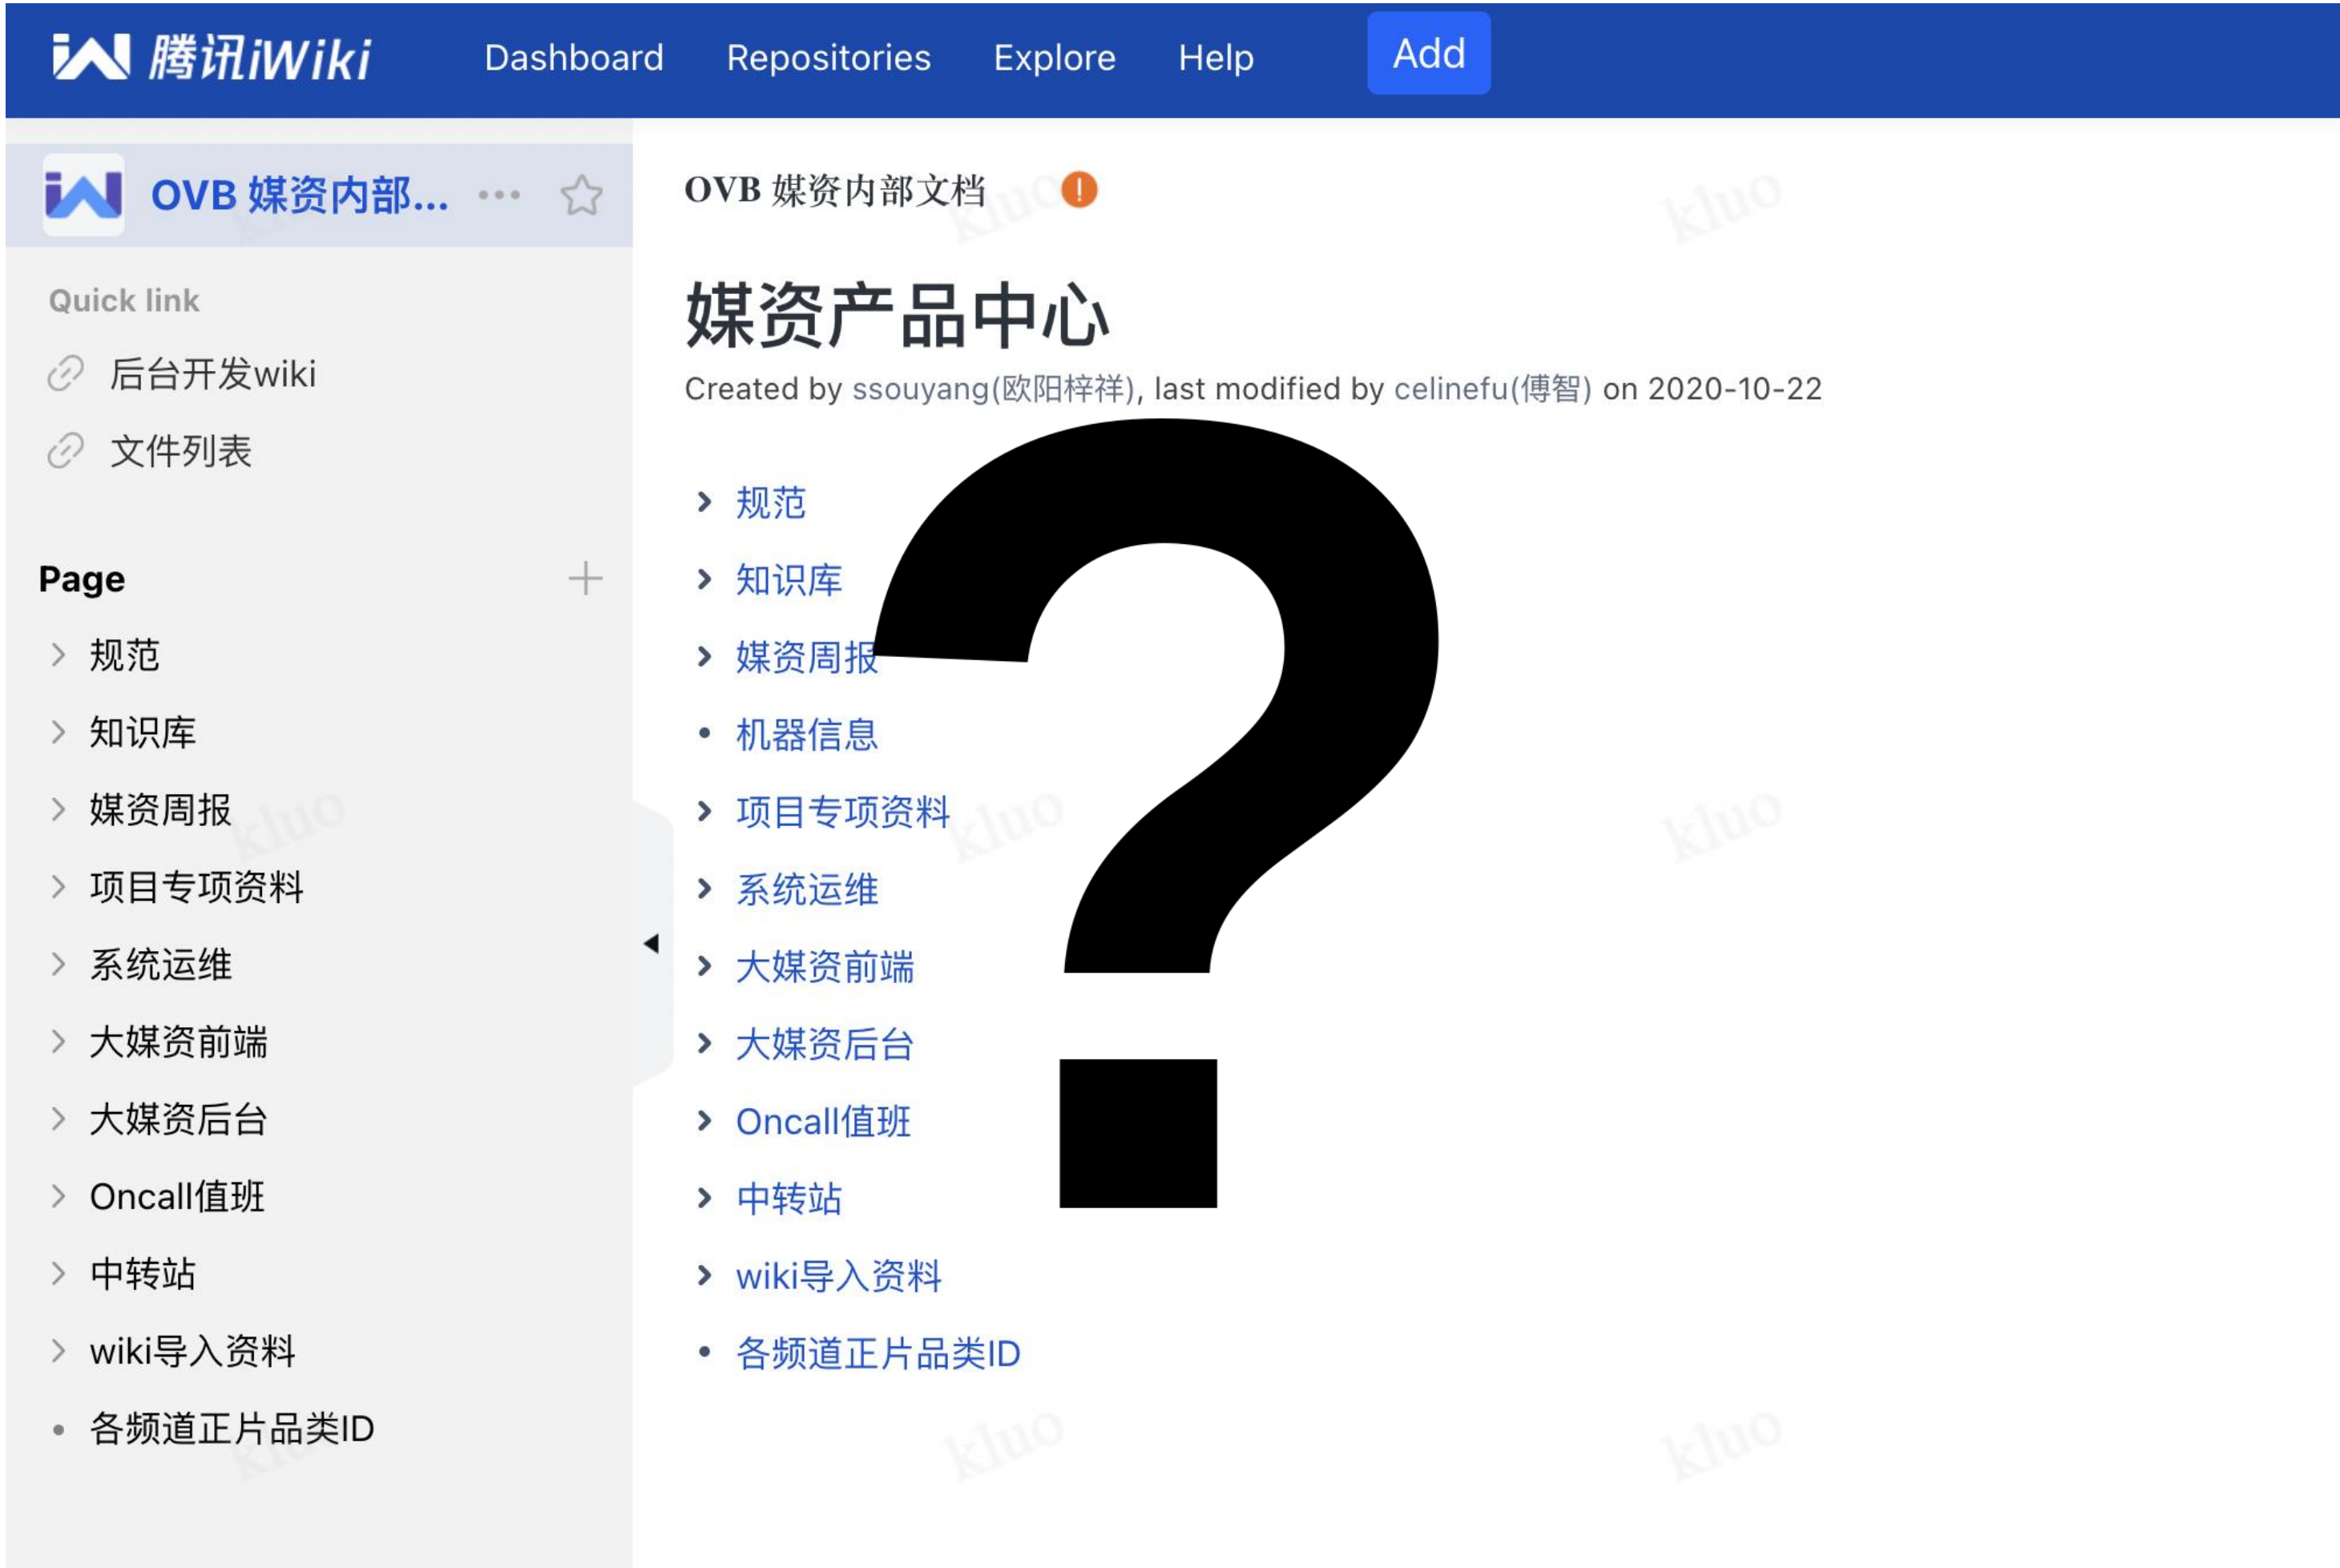 腾讯iWiki Dashboard Repositories Explore Help Add
OVB 媒资内部... ··· 
Quick link
后台开发wiki
文件列表
Page +
> 规范
> 知识库
> 媒资周报
> 项目专项资料
> 系统运维
> 大媒资前端
> 大媒资后台
> Oncall值班
> 中转站
> wiki导入资料
• 各频道正片品类ID
OVB 媒资内部文档 !
媒资产品中心
Created by ssouyang(欧阳梓祥), last modified by celinefu(傅智) on 2020-10-22
> 规范
> 知识库
> 媒资周报
• 机器信息
> 项目专项资料
> 系统运维
> 大媒资前端
> 大媒资后台
> Oncall值班
> 中转站
> wiki导入资料
• 各频道正片品类ID
?
kluo
kluo
kluo
kluo
kluo
kluo
kluo
kluo